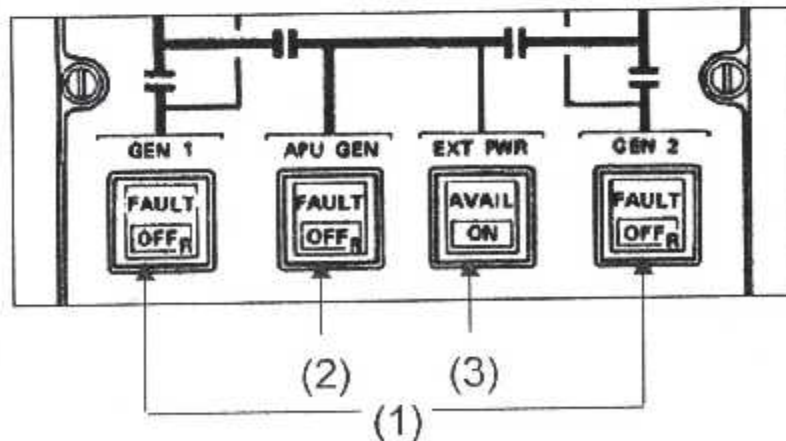 GEN 1 APU GEN EXT PWR GEN 2
FAULT FAULT AVAIL FAULT
OFF R OFF R ON OFF R
(2) (3)
(1)